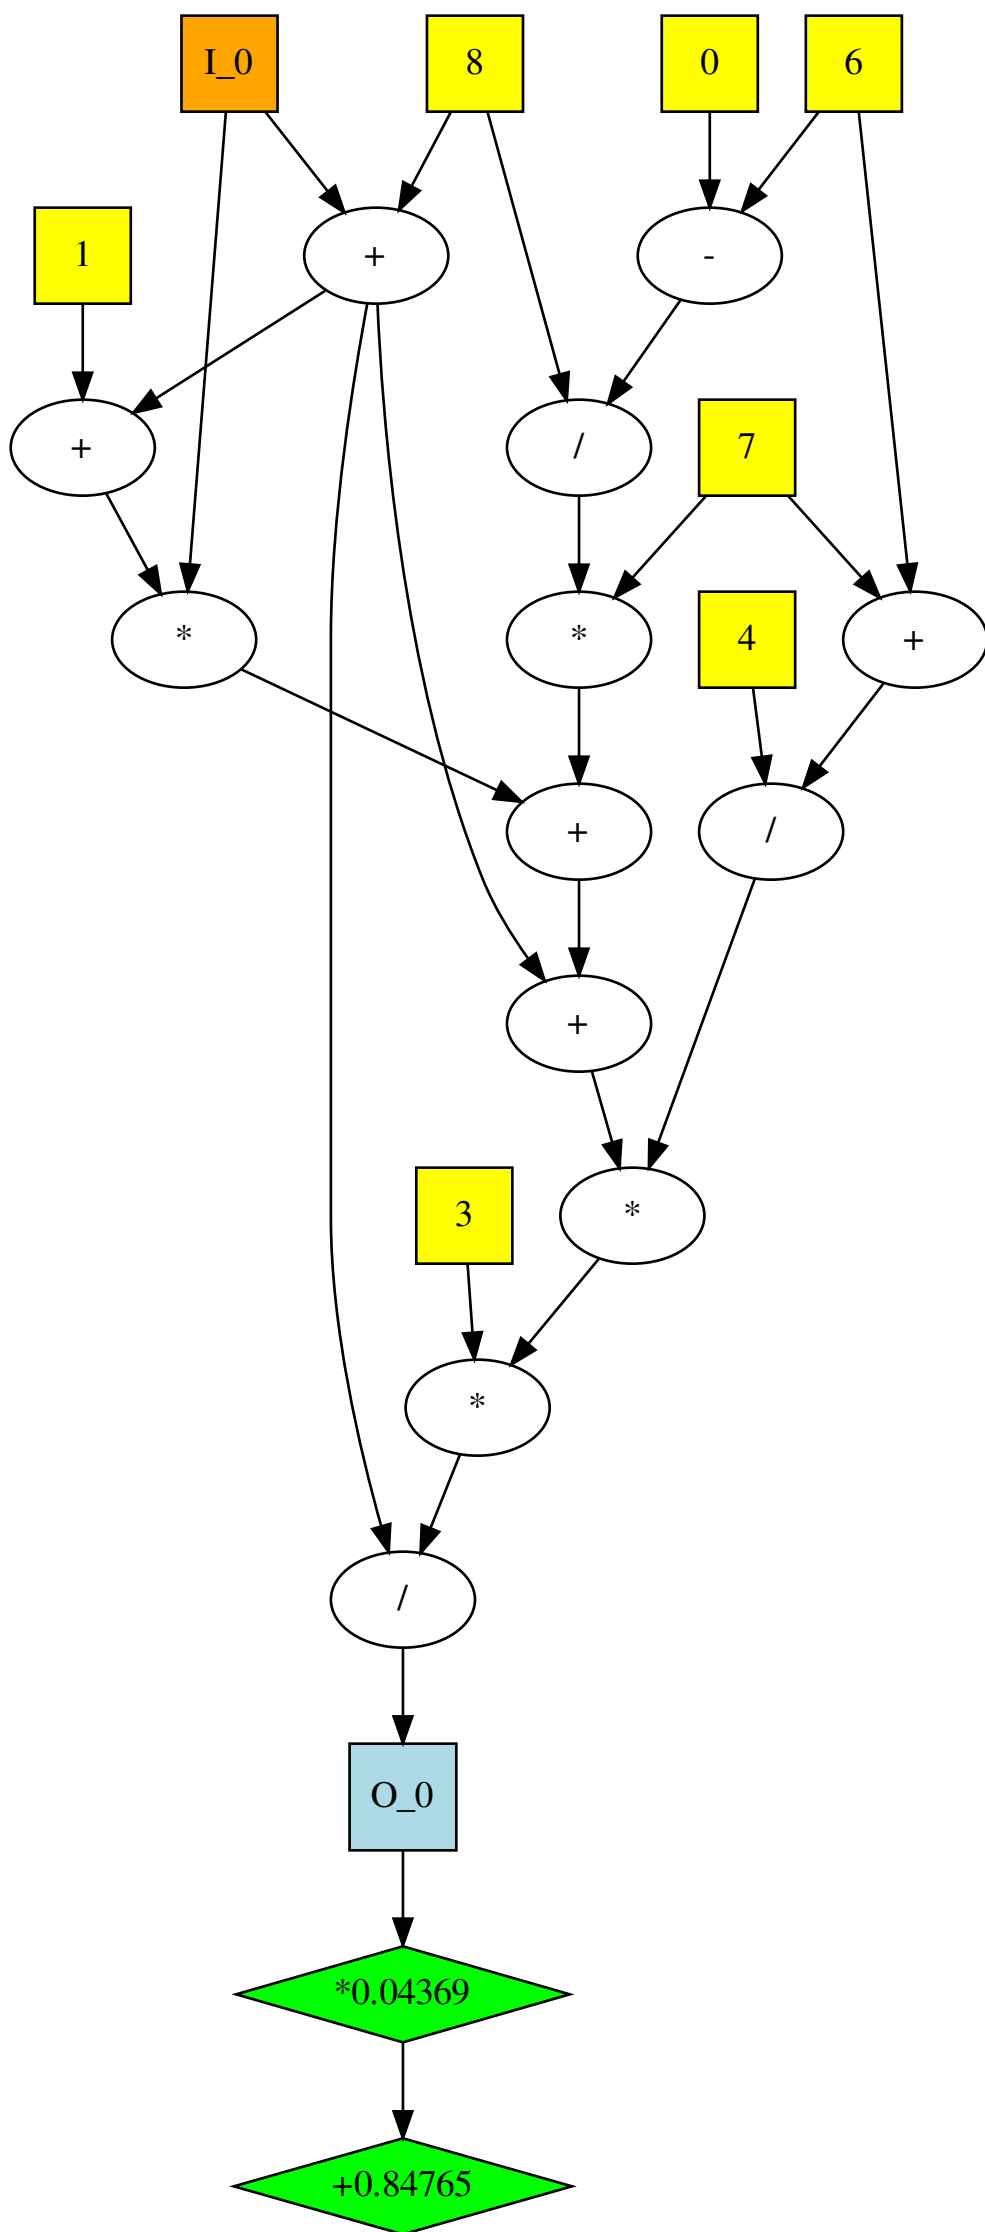 I_0 8 0 6
1 + -
+ / 7
* * 4 +
+ /
+
3 *
*
/
O_0
*0.04369
+0.84765